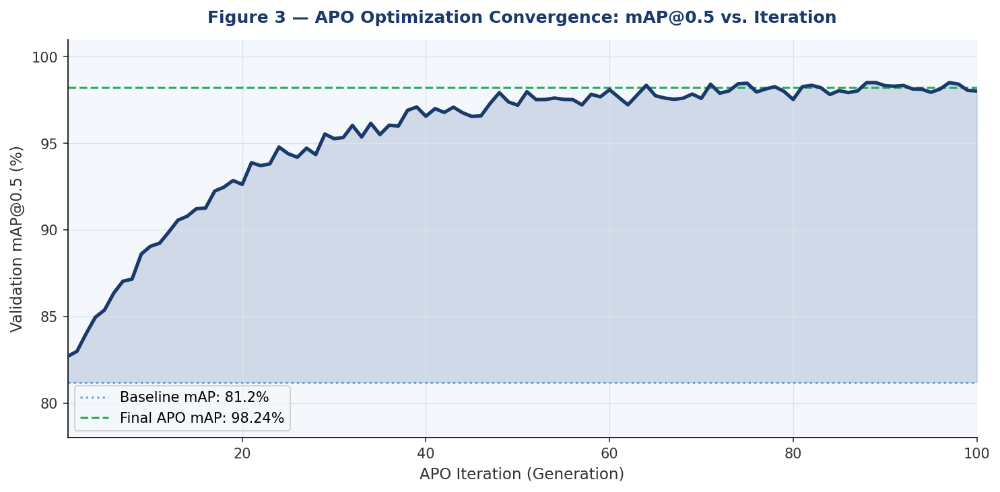 Figure 3 — APO Optimization Convergence: mAP@0.5 vs. Iteration
Validation mAP@0.5 (%)
100
95
90
85
80
Baseline mAP: 81.2%
Final APO mAP: 98.24%
20
40
60
80
100
APO Iteration (Generation)